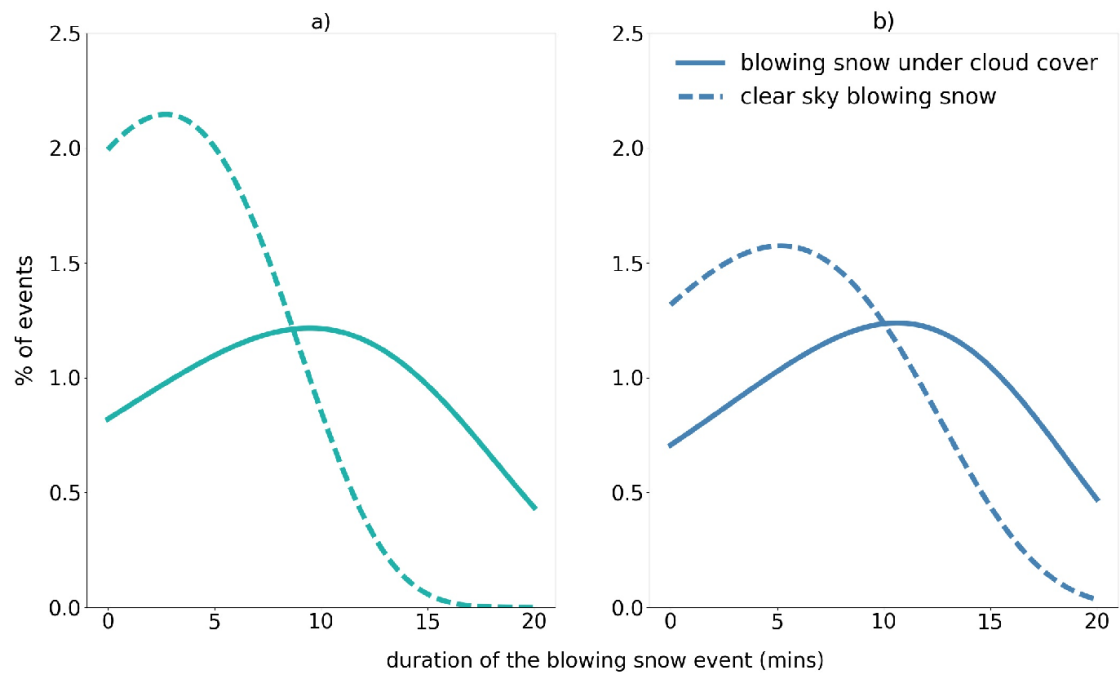 a)
2.5
2.0
1.5
1.0
0.5
0.0
0 5 10 15 20
% of events
b)
2.5
2.0
1.5
1.0
0.5
0.0
0 5 10 15 20
blowing snow under cloud cover
clear sky blowing snow
duration of the blowing snow event (mins)